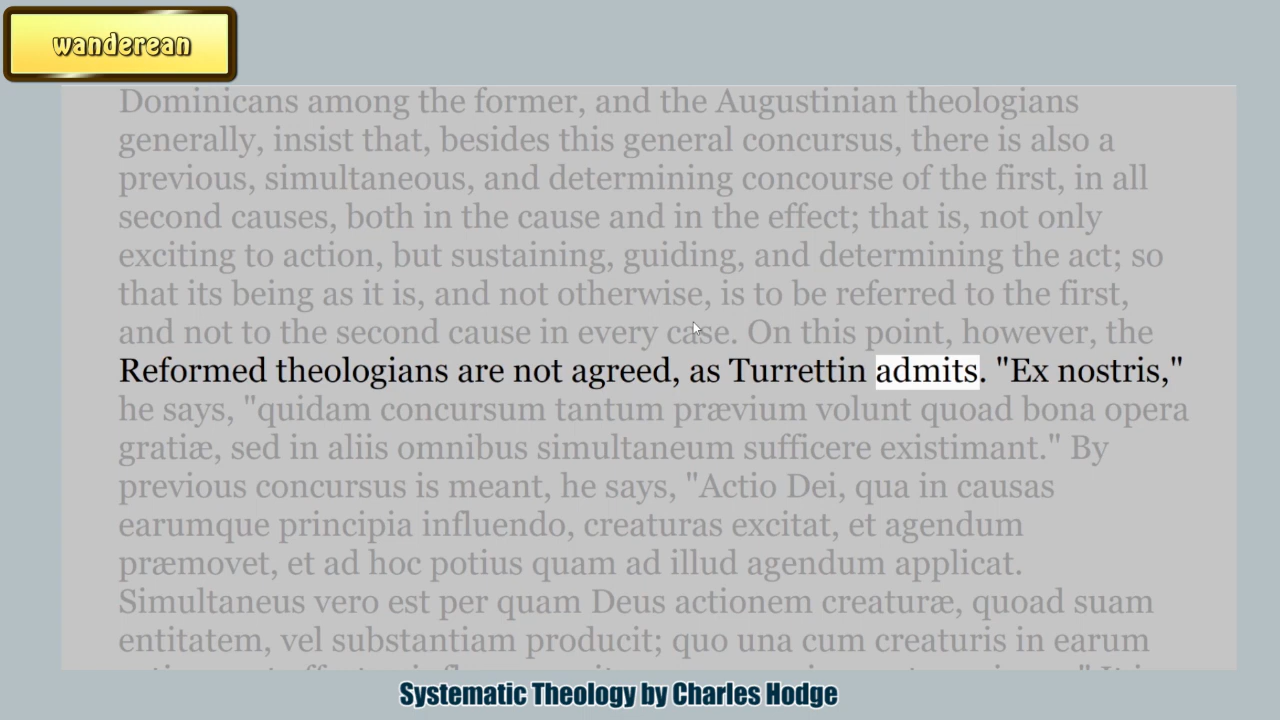 wanderean
Dominicans among the former, and the Augustinian theologians
generally, insist that, besides this general concursus, there is also a
previous, simultaneous, and determining concourse of the first, in all
second causes, both in the cause and in the effect; that is, not only
exciting to action, but sustaining, guiding, and determining the act; so
that its being as it is, and not otherwise, is to be referred to the first,
and not to the second cause in every case. On this point, however, the
Reformed theologians are not agreed, as Turrettin admits. "Ex nostris,"
he says, "quidam concursum tantum prævium volunt quoad bona opera
gratiæ, sed in aliis omnibus simultaneum sufficere existimant." By
previous concursus is meant, he says, "Actio Dei, qua in causas
earumque principia influendo, creaturas excitat, et agendum
præmovet, et ad hoc potius quam ad illud agendum applicat.
Simultaneus vero est per quam Deus actionem creaturæ, quoad suam
entitatem, vel substantiam producit; quo una cum creaturis in earum
Systematic Theology by Charles Hodge